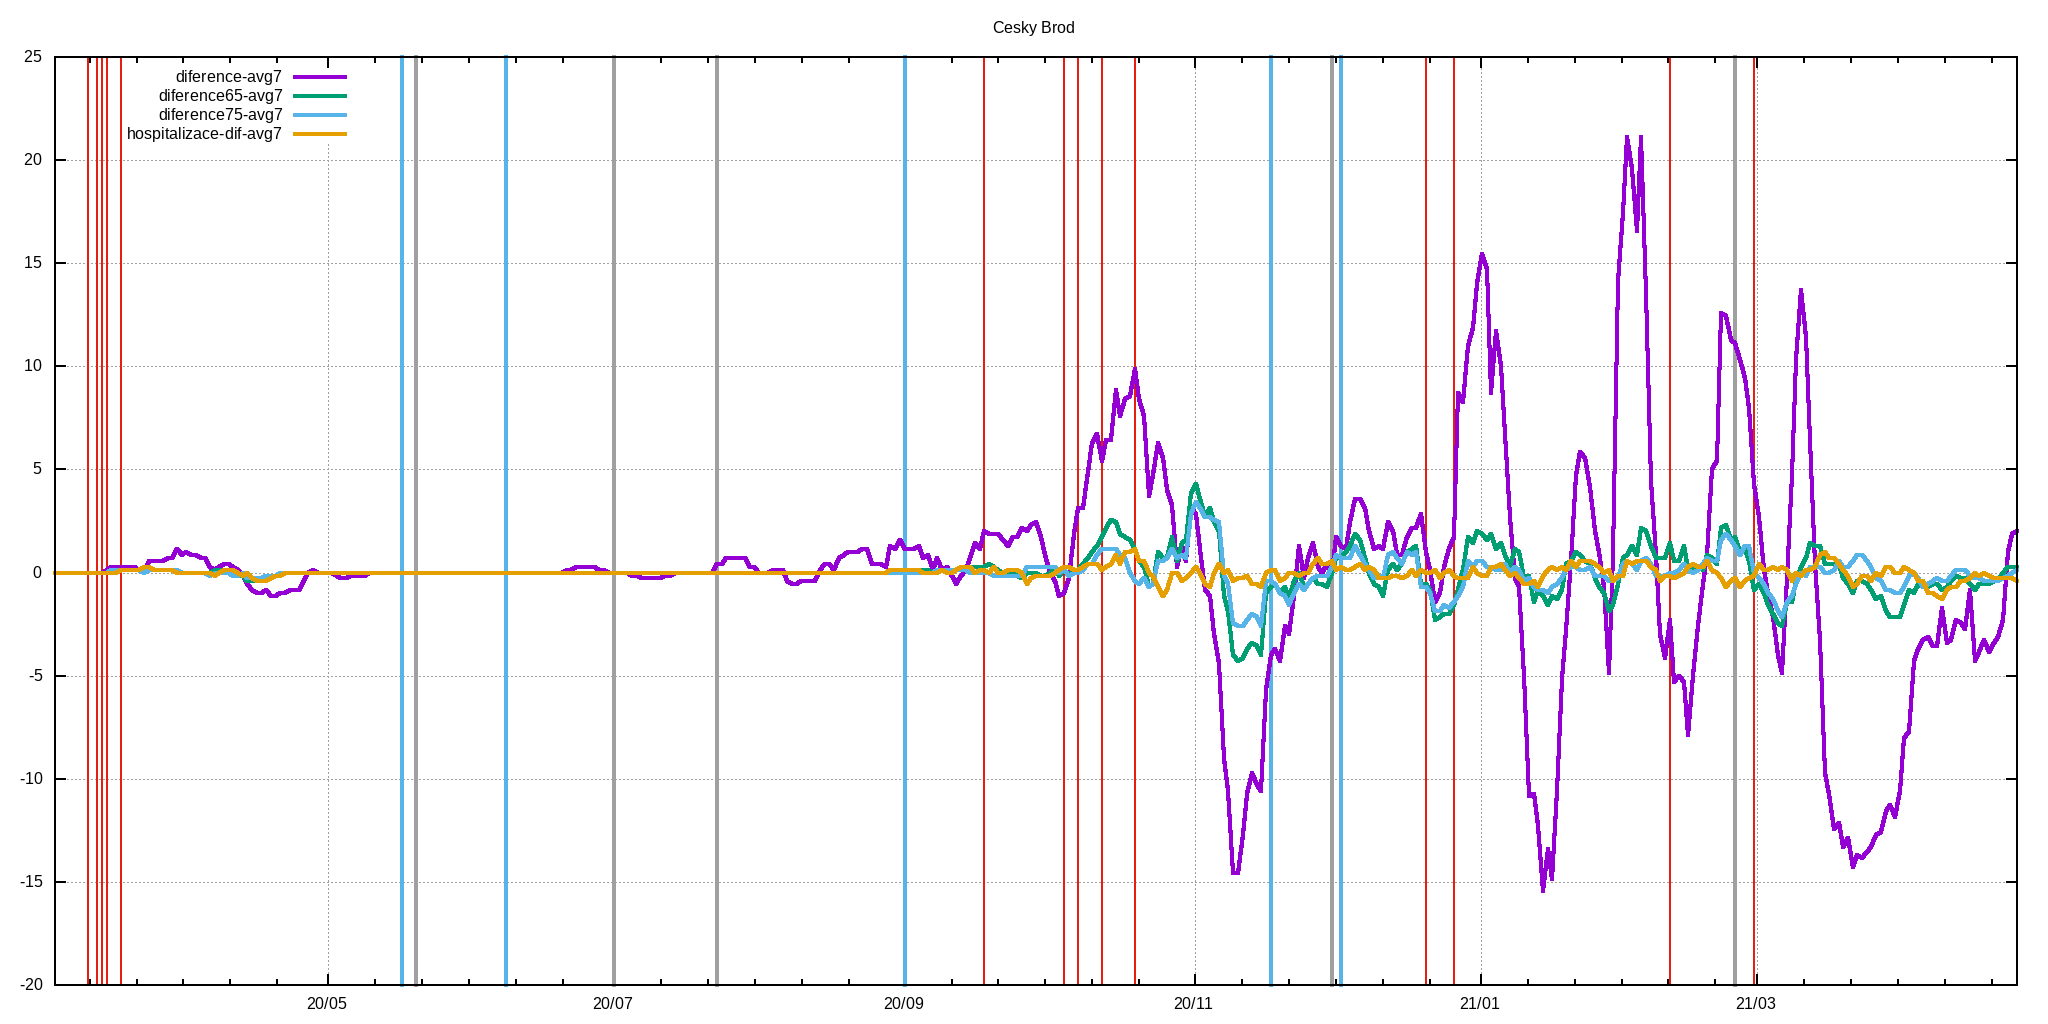 Cesky Brod
diference-avg7
diference65-avg7
diference75-avg7
hospitalizace-dif-avg7
25
20
15
10
5
0
-5
-10
-15
-20
20/05 20/07 20/09 20/11 21/01 21/03